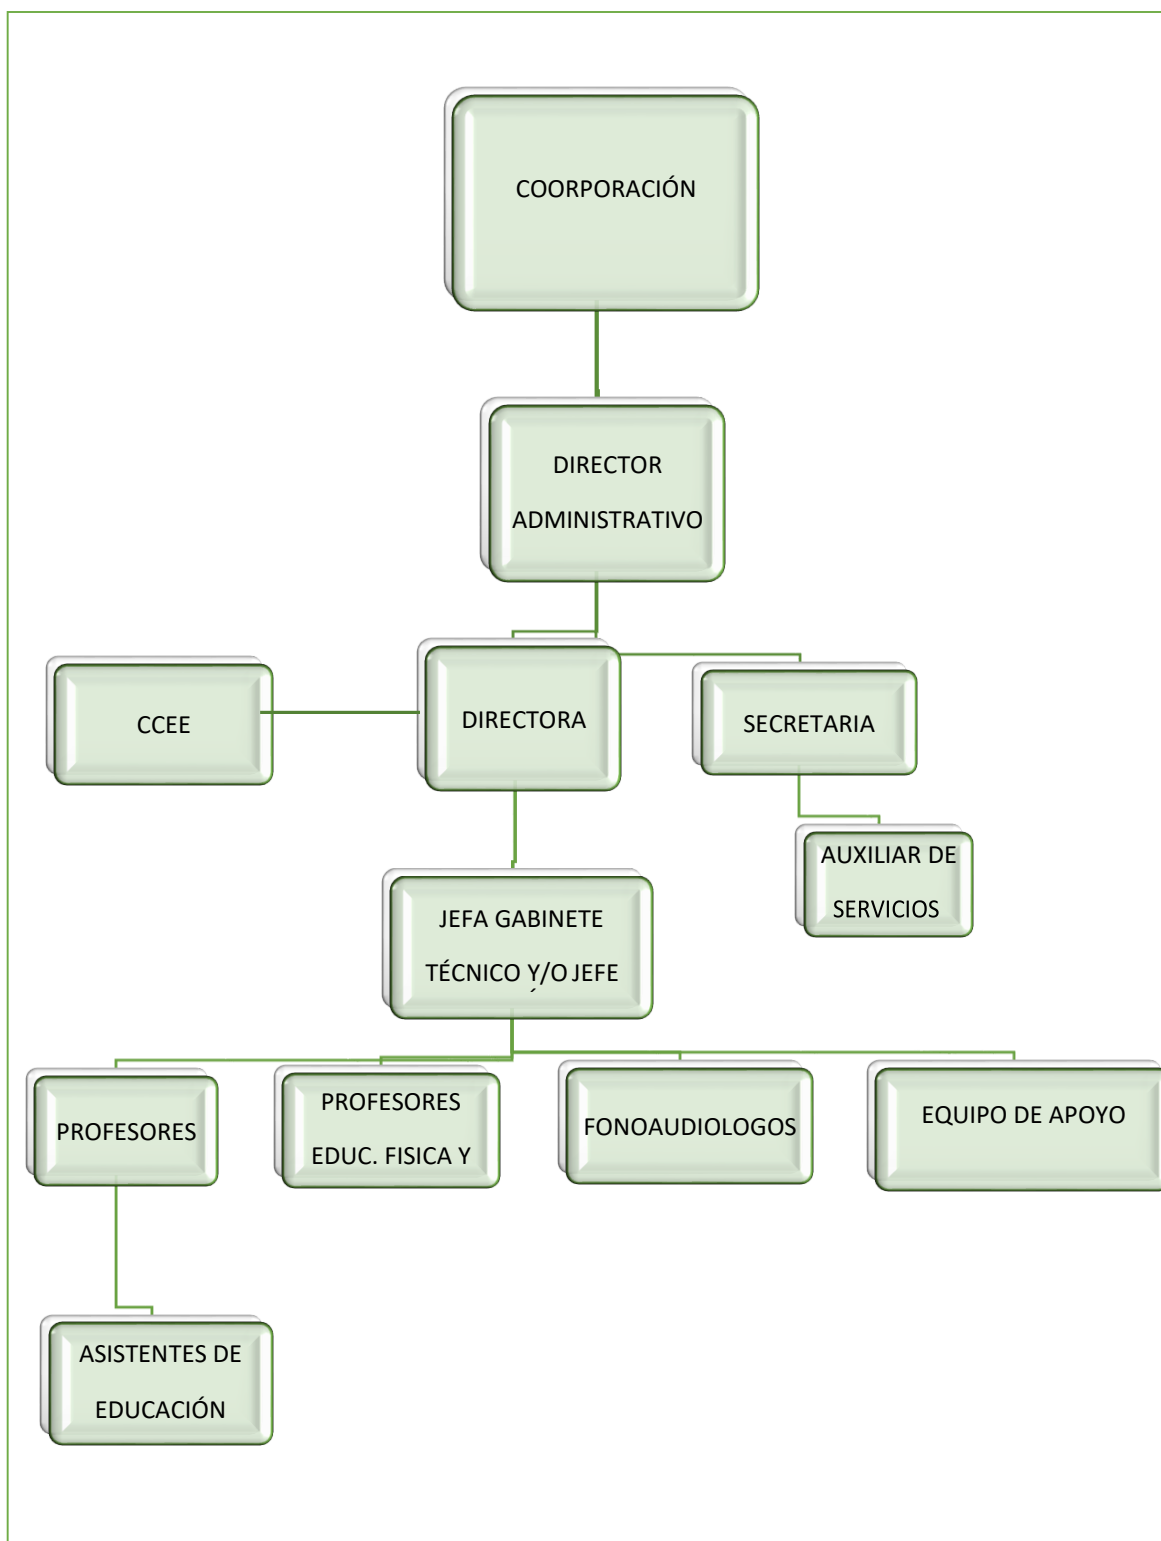 COORPORACIÓN
DIRECTOR
ADMINISTRATIVO
CCEE
DIRECTORA
SECRETARIA
AUXILIAR DE
SERVICIOS
JEFA GABINETE
TÉCNICO Y/O JEFE
PROFESORES
PROFESORES
EDUC. FISICA Y
FONOAUDIOLOGOS
EQUIPO DE APOYO
ASISTENTES DE
EDUCACIÓN